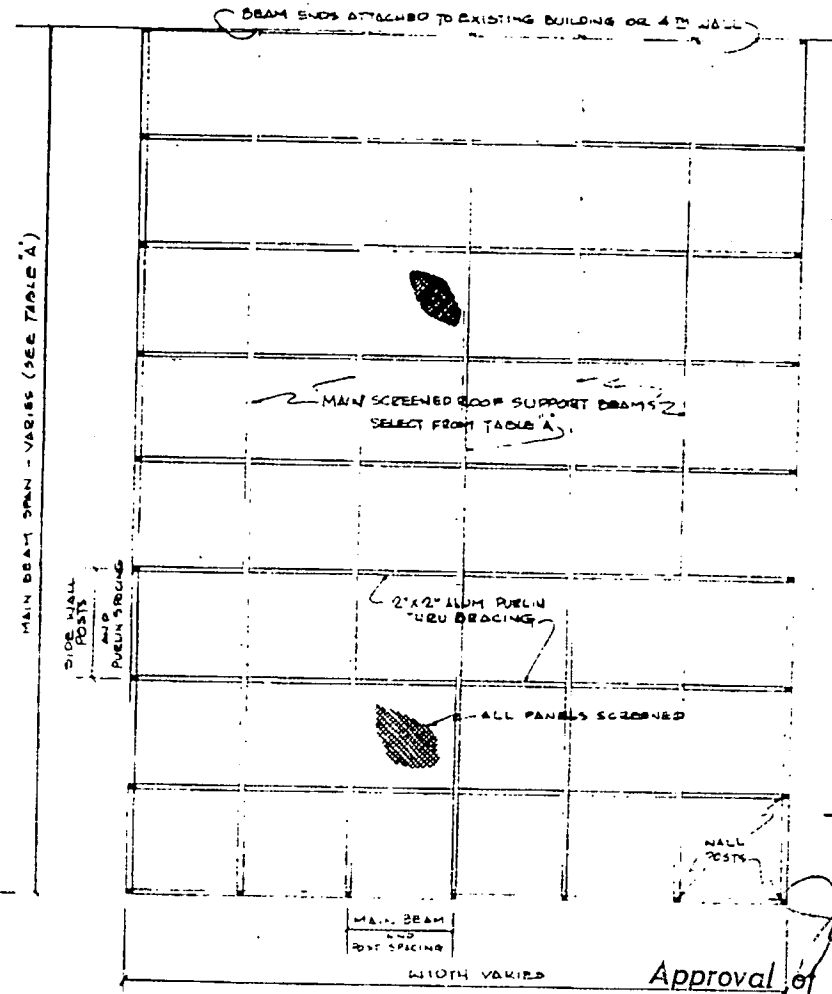 BEAM ENDS ATTACHED TO EXISTING BUILDING OR 4TH WALL
MAIN BEAM SPAN - VARIES (SEE TABLE "A")
MAIN SCREENED ROOF SUPPORT BEAMS
SELECT FROM TABLE "A"
SIDE WALL
POSTS
AND
PURLIN SPACING
2"X2" ALUM PURLIN
THRU BRACING
ALL PANELS SCREENED
WALL
POSTS
MAIN BEAM
AND
POST SPACING
WIDTH VARIES
Approval of